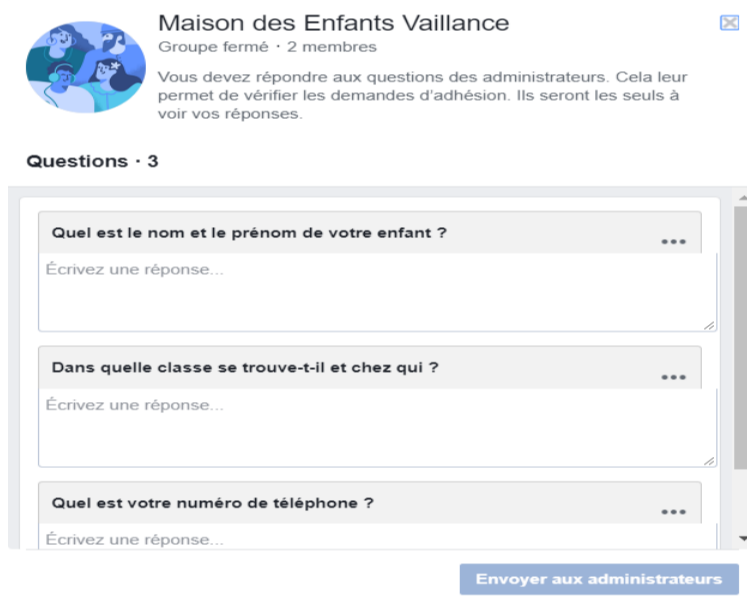 Maison des Enfants Vaillance
Groupe fermé · 2 membres
Vous devez répondre aux questions des administrateurs. Cela leur
permet de vérifier les demandes d'adhésion. Ils seront les seuls à
voir vos réponses.
Questions · 3
Quel est le nom et le prénom de votre enfant ?
Écrivez une réponse...
Dans quelle classe se trouve-t-il et chez qui ?
Écrivez une réponse...
Quel est votre numéro de téléphone ?
Écrivez une réponse...
Envoyer aux administrateurs